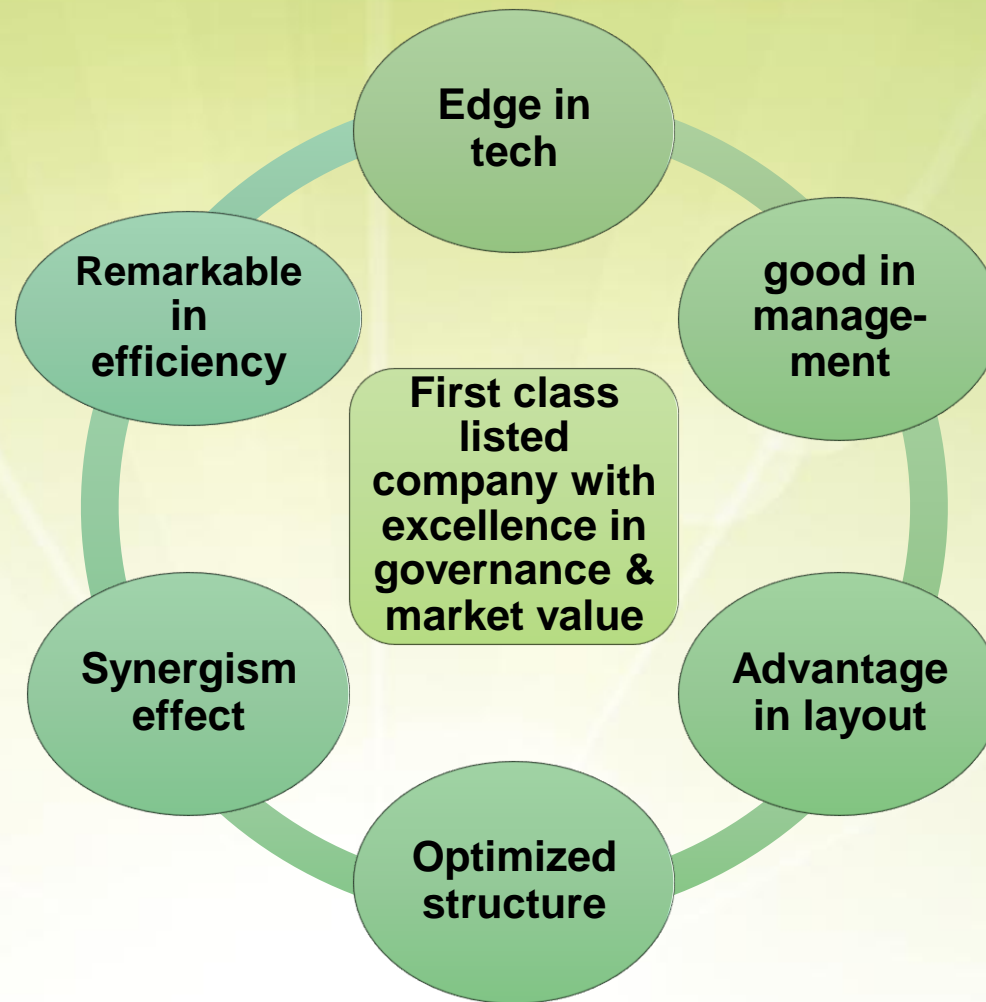 Edge in
tech
good in
manage-
ment
Advantage
in layout
Optimized
structure
Synergism
effect
Remarkable
in
efficiency
First class
listed
company with
excellence in
governance &
market value